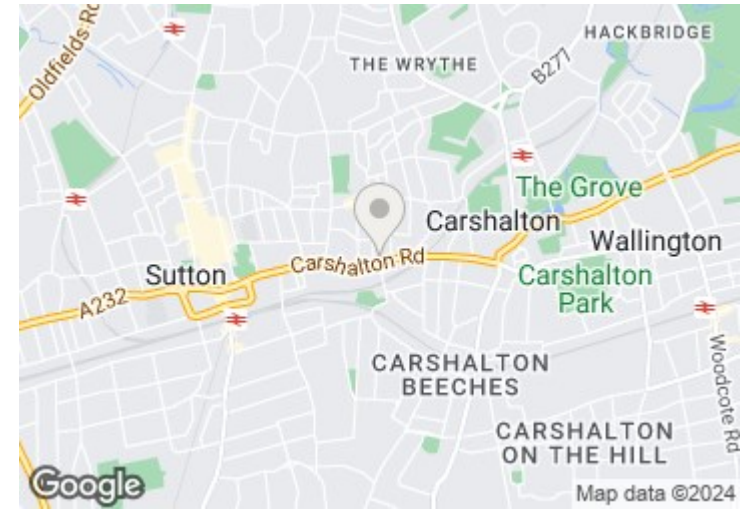 Oldfields Rd
HACKBRIDGE
THE WRYTHE
B277
The Grove
Carshalton
Wallington
Carshalton Rd
Sutton
Carshalton
Park
A232
CARSHALTON
BEECHES
Woodcote Rd
CARSHALTON
ON THE HILL
Google
Map data ©2024